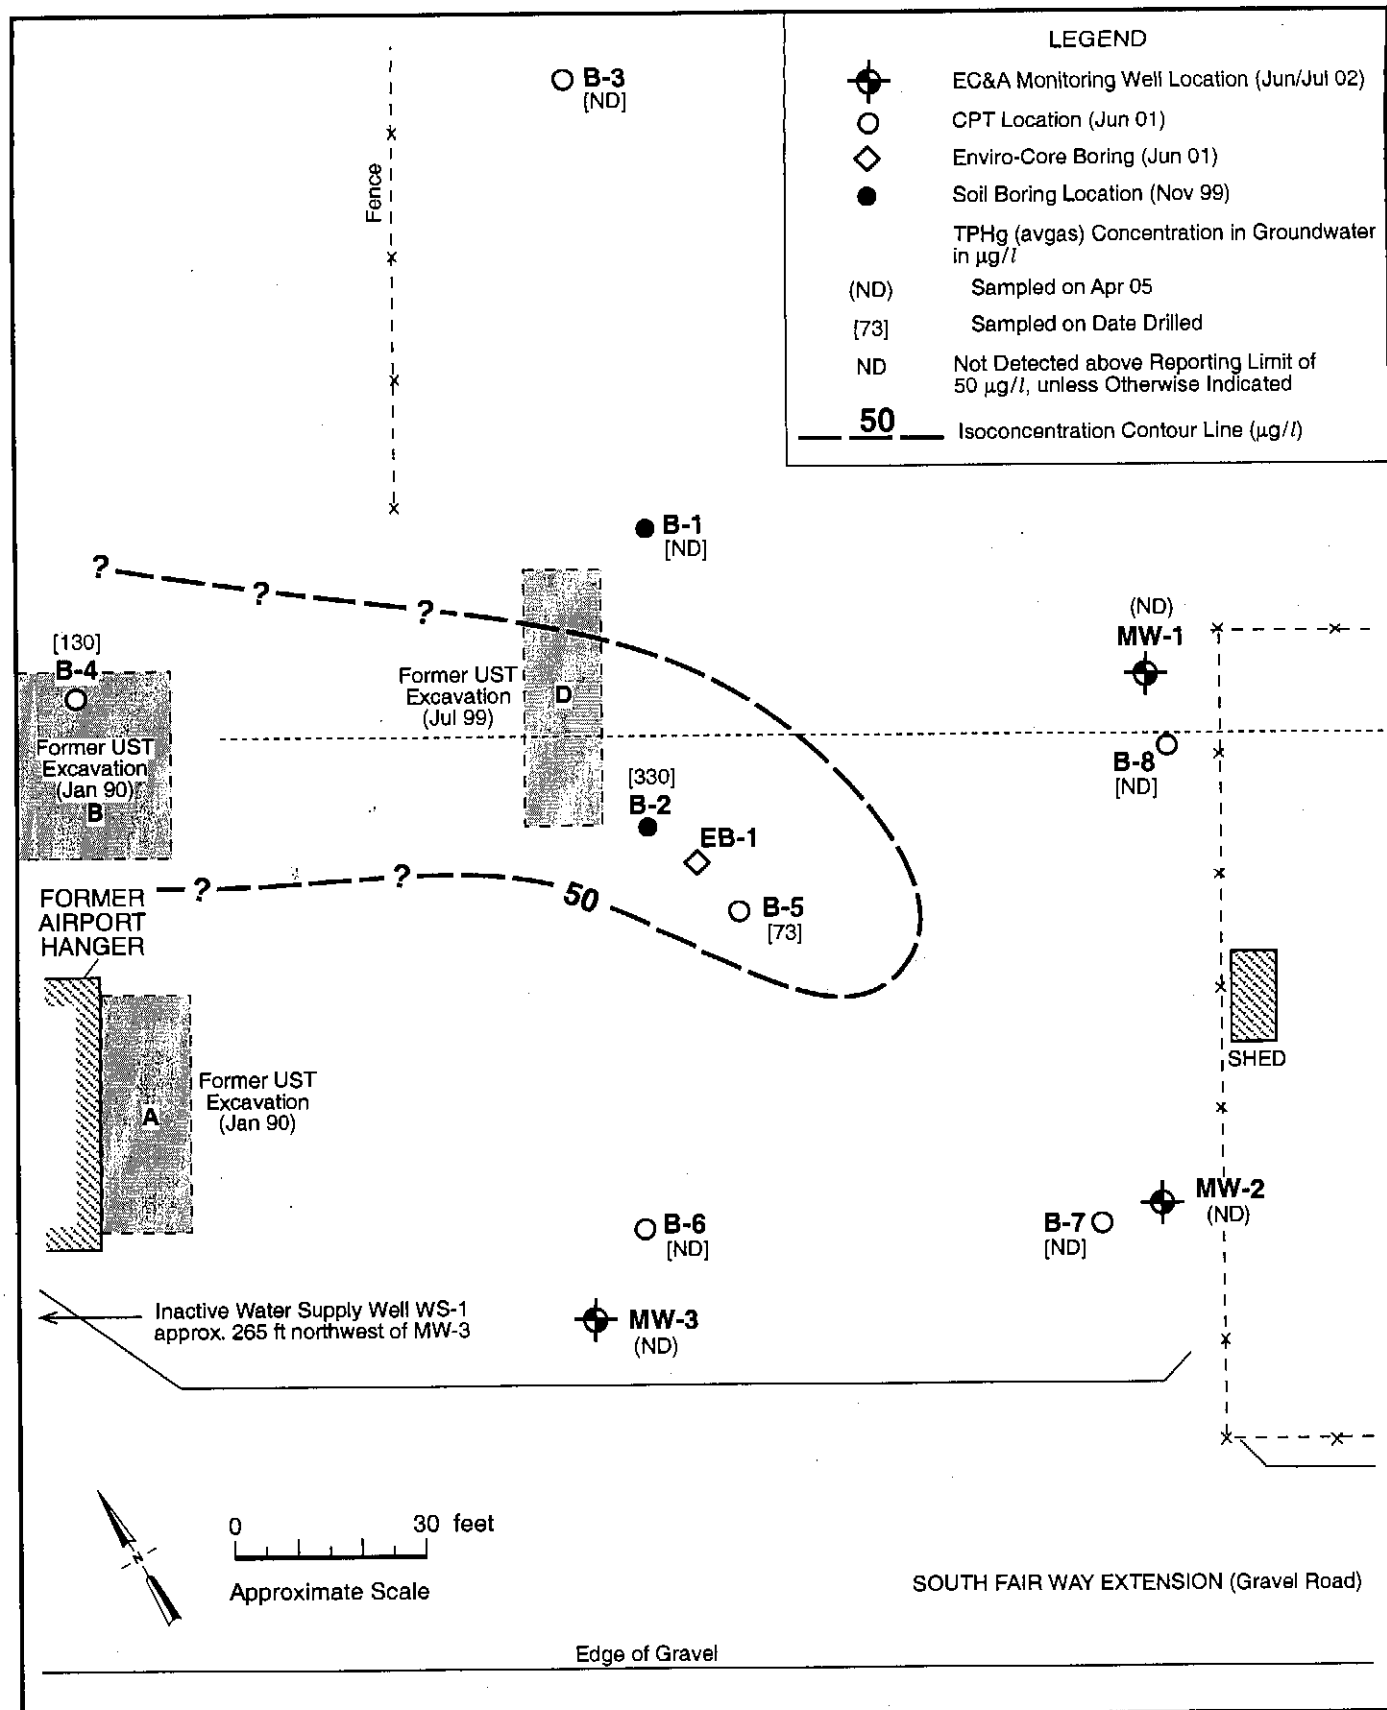 LEGEND
EC&A Monitoring Well Location (Jun/Jul 02)
CPT Location (Jun 01)
Enviro-Core Boring (Jun 01)
Soil Boring Location (Nov 99)
TPHg (avgas) Concentration in Groundwater
in µg/l
(ND) Sampled on Apr 05
[73] Sampled on Date Drilled
ND Not Detected above Reporting Limit of
50 µg/l, unless Otherwise Indicated
50 Isoconcentration Contour Line (µg/l)
B-3
[ND]
Fence
B-1
[ND]
?
?
?
(ND)
MW-1
[130]
B-4
Former UST
Excavation
(Jul 99)
D
Former UST
Excavation
(Jan 90)
B
B-8
[ND]
[330]
B-2
EB-1
?
?
50
B-5
[73]
FORMER
AIRPORT
HANGER
SHED
Former UST
Excavation
(Jan 90)
A
MW-2
(ND)
B-6
[ND]
B-7
[ND]
Inactive Water Supply Well WS-1
approx. 265 ft northwest of MW-3
MW-3
(ND)
N
0 30 feet
Approximate Scale
SOUTH FAIR WAY EXTENSION (Gravel Road)
Edge of Gravel